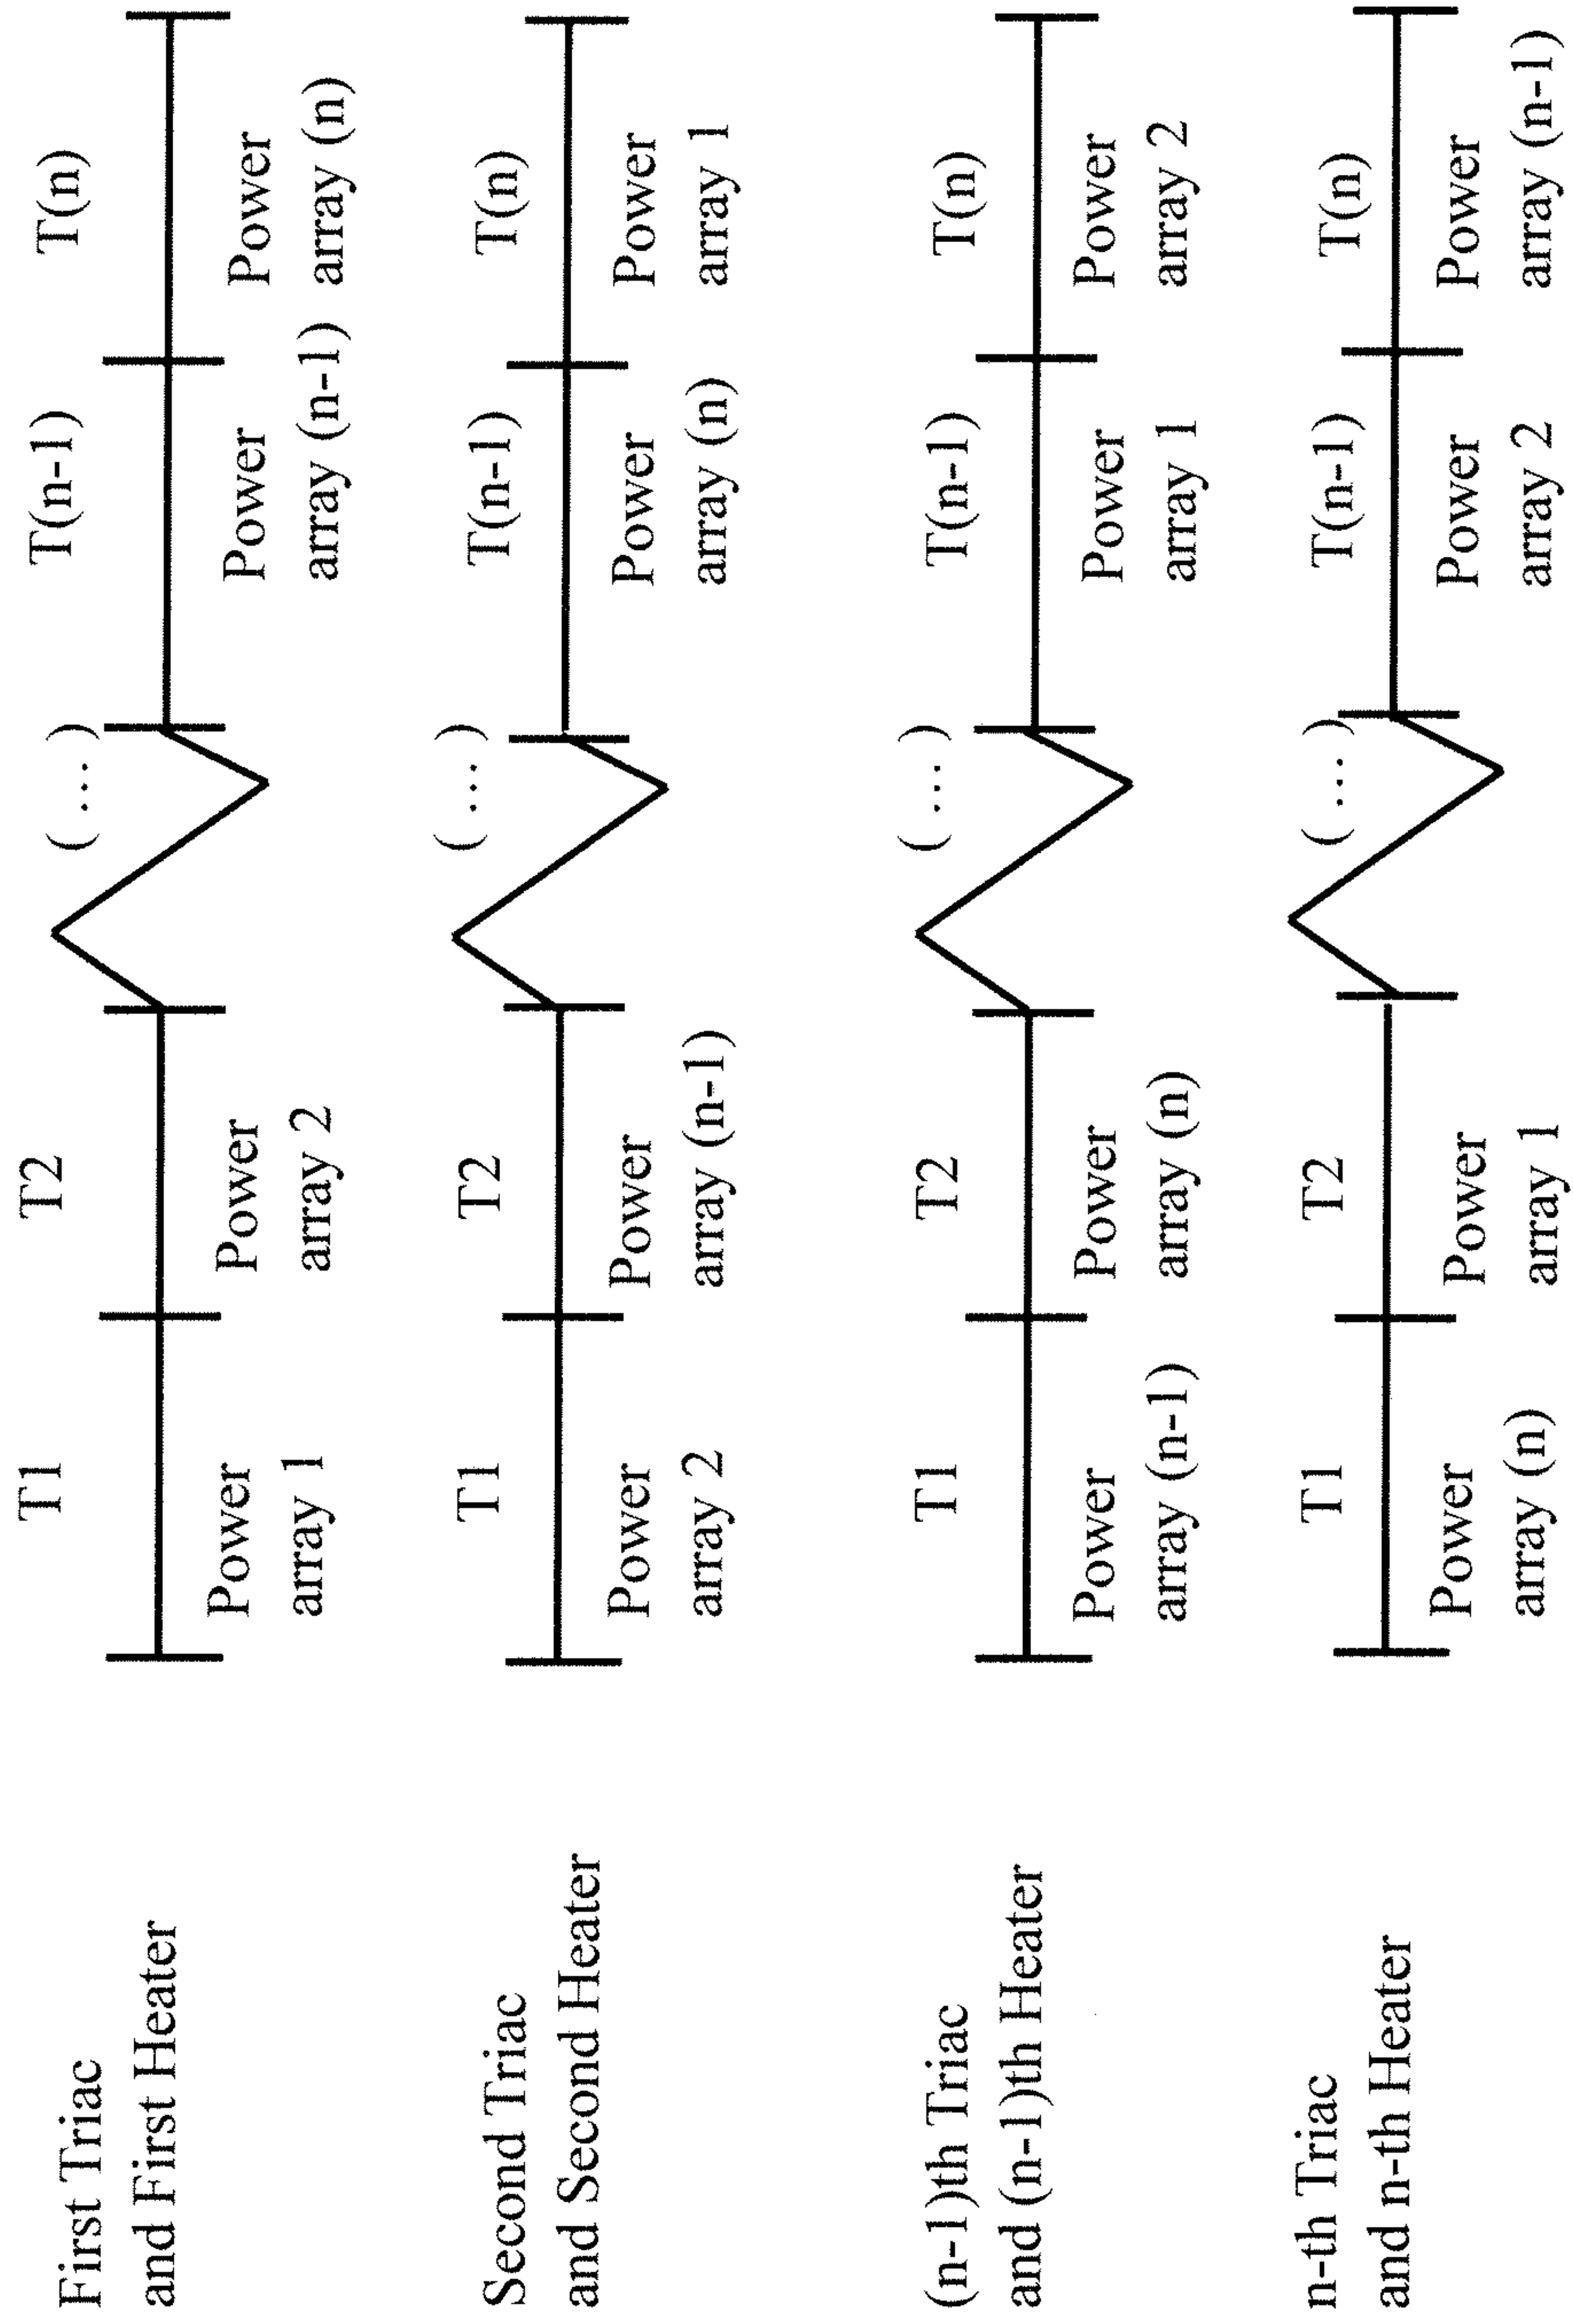 First Triac
and First Heater
T1
T2
( ... )
T(n-1)
T(n)
Power
array 1
Power
array 2
Power
array (n-1)
Power
array (n)
Second Triac
and Second Heater
T1
T2
( ... )
T(n-1)
T(n)
Power
array 2
Power
array (n-1)
Power
array (n)
Power
array 1
(n-1)th Triac
and (n-1)th Heater
T1
T2
( ... )
T(n-1)
T(n)
Power
array (n-1)
Power
array (n)
Power
array 1
Power
array 2
n-th Triac
and n-th Heater
T1
T2
( ... )
T(n-1)
T(n)
Power
array (n)
Power
array 1
Power
array 2
Power
array (n-1)